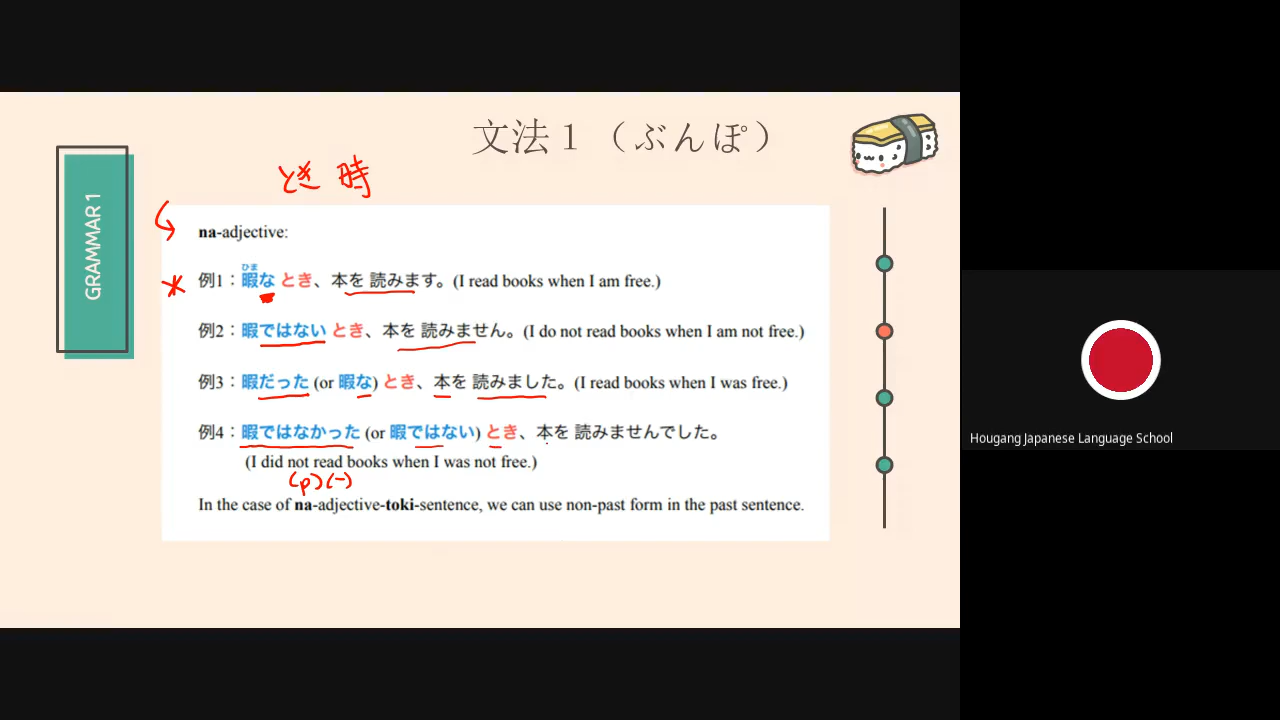 文法１（ぶんぽ）
GRAMMAR 1
とき 時
na-adjective:
ひま
例1：暇な とき、本を 読みます。(I read books when I am free.)
例2：暇ではない とき、本を 読みません。(I do not read books when I am not free.)
例3：暇だった (or 暇な) とき、本を 読みました。(I read books when I was free.)
例4：暇ではなかった (or 暇ではない) とき、本を 読みませんでした。
(I did not read books when I was not free.)
(p) (-)
In the case of na-adjective-toki-sentence, we can use non-past form in the past sentence.
Hougang Japanese Language School